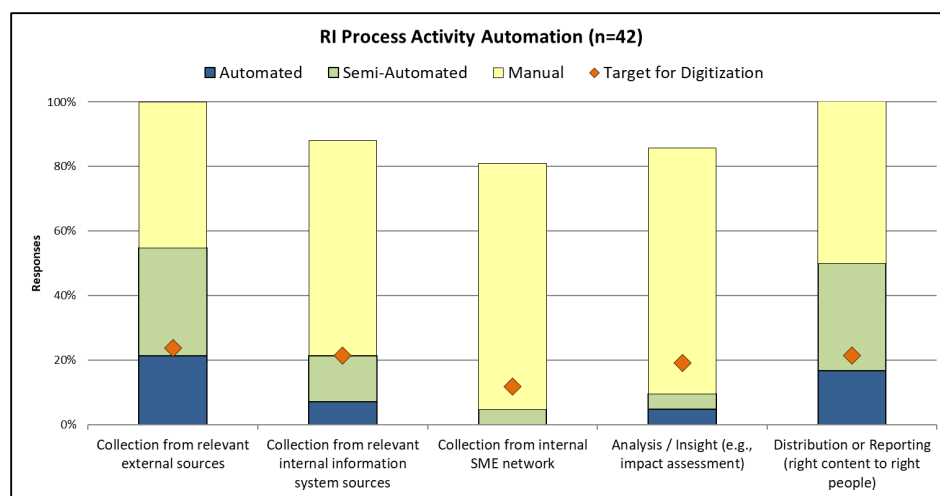 RI Process Activity Automation (n=42)
Automated Semi-Automated Manual Target for Digitization
100%
80%
60%
40%
20%
0%
Responses
Collection from relevant
external sources
Collection from relevant
internal information
system sources
Collection from internal
SME network
Analysis / Insight (e.g.,
impact assessment)
Distribution or Reporting
(right content to right
people)